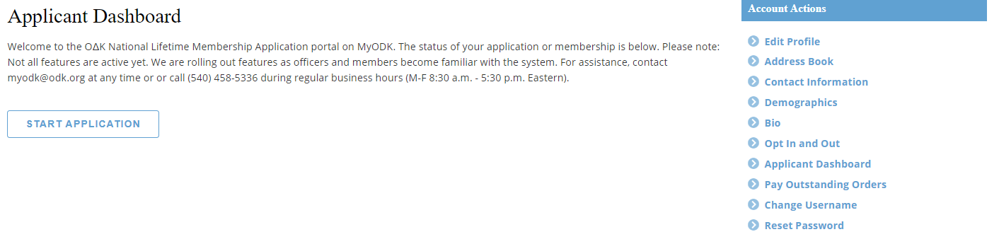 Applicant Dashboard
Welcome to the OΔK National Lifetime Membership Application portal on MyODK. The status of your application or membership is below. Please note:
Not all features are active yet. We are rolling out features as officers and members become familiar with the system. For assistance, contact
myodk@odk.org at any time or or call (540) 458-5336 during regular business hours (M-F 8:30 a.m. - 5:30 p.m. Eastern).
START APPLICATION
Account Actions
Edit Profile
Address Book
Contact Information
Demographics
Bio
Opt In and Out
Applicant Dashboard
Pay Outstanding Orders
Change Username
Reset Password